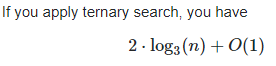 If you apply ternary search, you have
2 · log₃(n) + O(1)